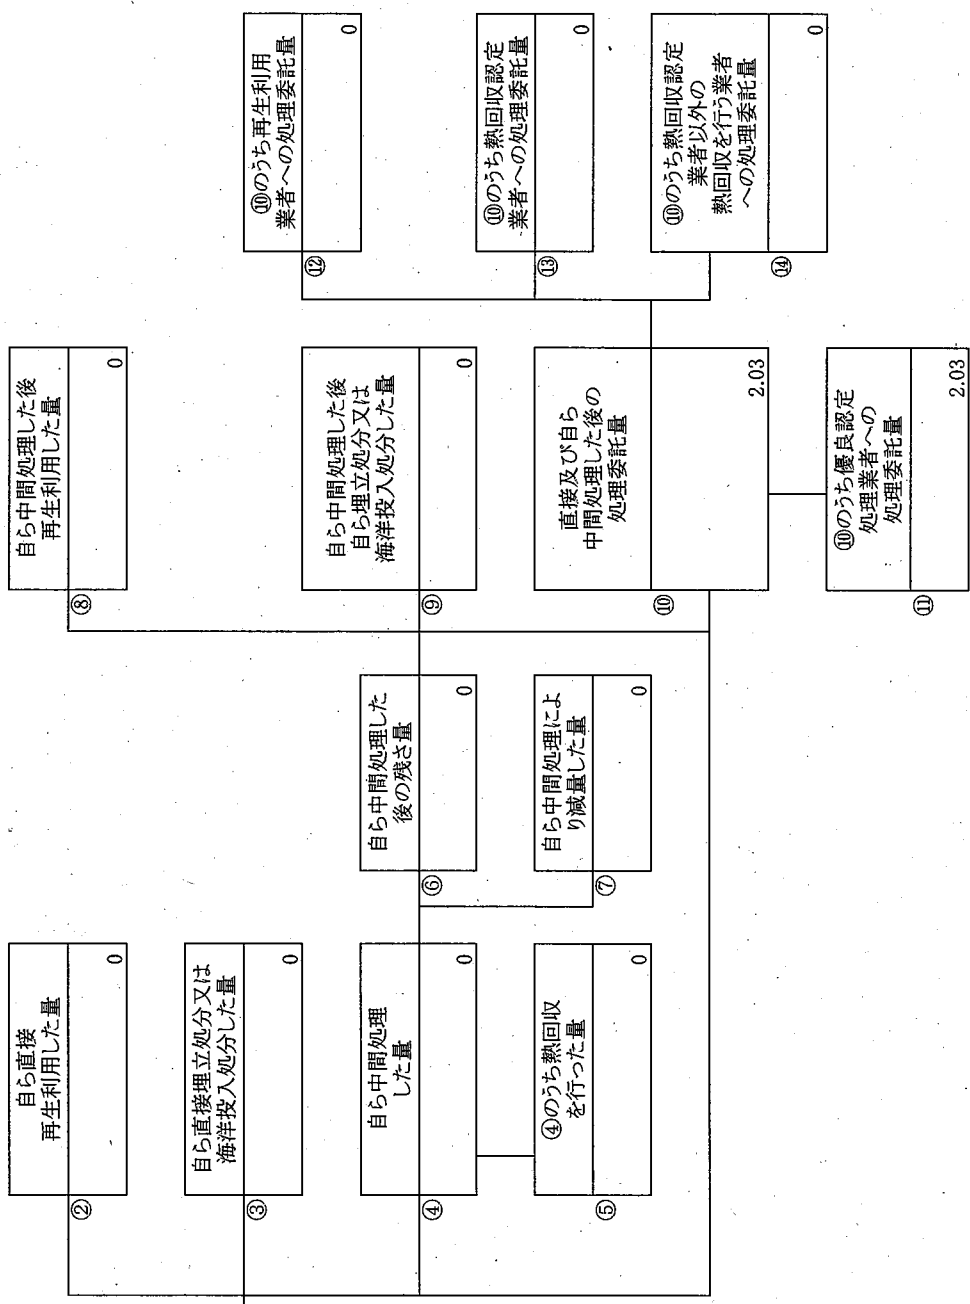 ②
自ら直接
再生利用した量
0
③
自ら直接埋立処分又は
海洋投入処分した量
0
④
自ら中間処理
した量
0
⑤
④のうち熱回収
を行った量
0
⑥
自ら中間処理した
後の残さ量
0
⑦
自ら中間処理によ
り減量した量
0
⑧
自ら中間処理した後
再生利用した量
0
⑨
自ら中間処理した後
自ら埋立処分又は
海洋投入処分した量
0
⑩
直接及び自ら
中間処理した後の
処理委託量
2.03
⑪
⑩のうち優良認定
処理業者への
処理委託量
2.03
⑫
⑩のうち再生利用
業者への処理委託量
0
⑬
⑩のうち熱回収認定
業者への処理委託量
0
⑭
⑩のうち熱回収認定
業者以外の
熱回収を行う業者
への処理委託量
0